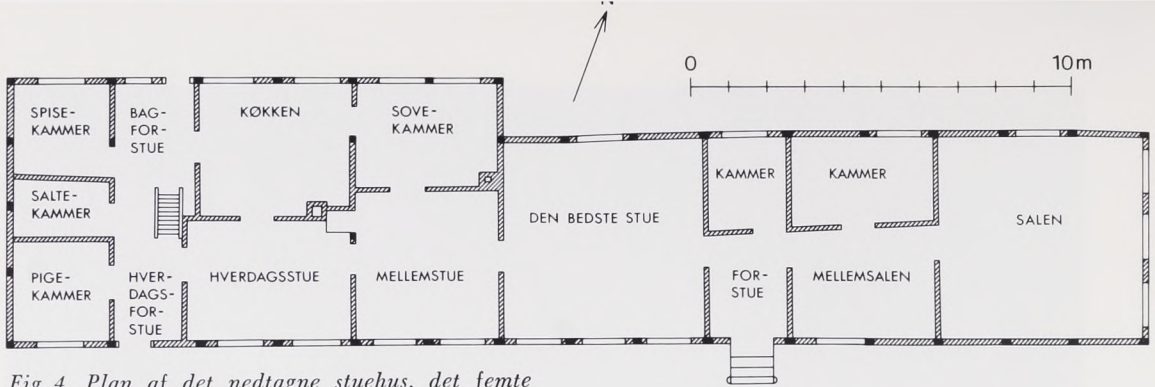 N
0 10m
SPISE-
KAMMER
BAG-
FOR-
STUE
KØKKEN
SOVE-
KAMMER
SALTE-
KAMMER
PIGE-
KAMMER
HVER-
DAGS-
FOR-
STUE
HVERDAGSSTUE
MELLEMSTUE
DEN BEDSTE STUE
KAMMER
KAMMER
FOR-
STUE
MELLEMSALEN
SALEN
Fig. 4. Plan af det nedtagne stuehus, det femte